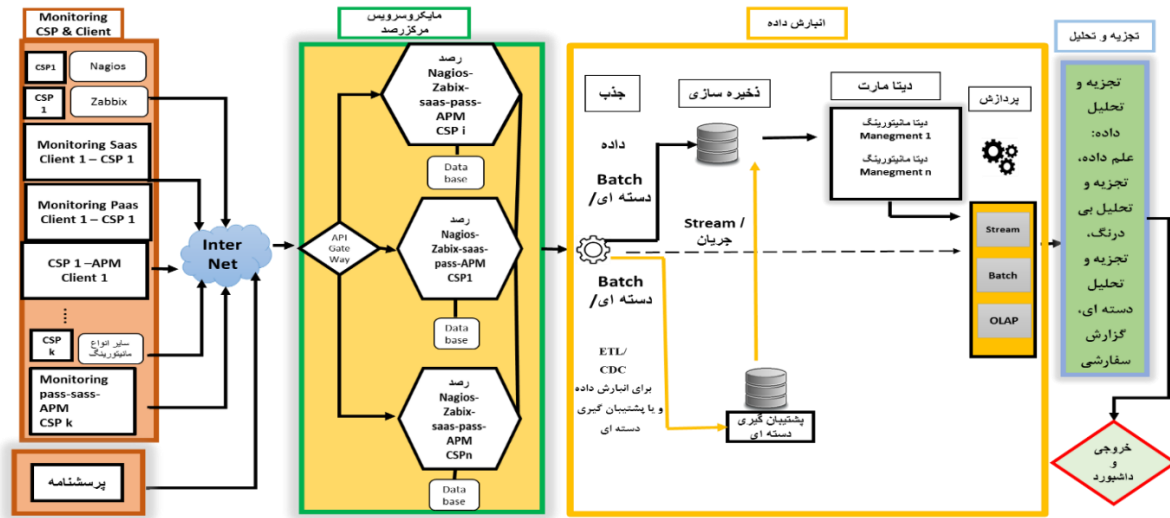 Monitoring
CSP & Client
CSP1
Nagios
CSP
1
Zabbix
Monitoring Saas
Client 1 – CSP 1
Monitoring Paas
Client 1 – CSP 1
CSP 1 –APM
Client 1
....
CSP
k
سایر انواع
مانیتورینگ
Monitoring
pass-sass-
APM
CSP k
پرسشنامه
Inter
Net
مایکروسرویس
مرکزرصد
API
Gate
Way
رصد
Nagios-
Zabix-
saas-pass-
APM
CSP i
Data
base
رصد
Nagios-
Zabix-saas-
pass-APM
CSP1
Data
base
رصد
Nagios-
Zabix-
saas-pass-
APM
CSPn
Data
base
انبارش داده
جذب
داده
Batch
/دسته ای
Stream /
جریان
Batch
/دسته ای
ETL/
CDC
برای انبارش داده
و یا پشتیبان گیری
دسته ای
ذخیره سازی
پشتیبان گیری
دسته ای
دیتا مارت
دیتا مانیتورینگ
Manegment 1
دیتا مانیتورینگ
Manegment n
پردازش
Stream
Batch
OLAP
تجزیه و تحلیل
تجزیه و
تحلیل
داده:
علم داده،
تجزیه و
تحلیل بی
درنگ،
تجزیه و
تحلیل
دسته ای،
گزارش
سفارشی
خروجی
و
داشبورد